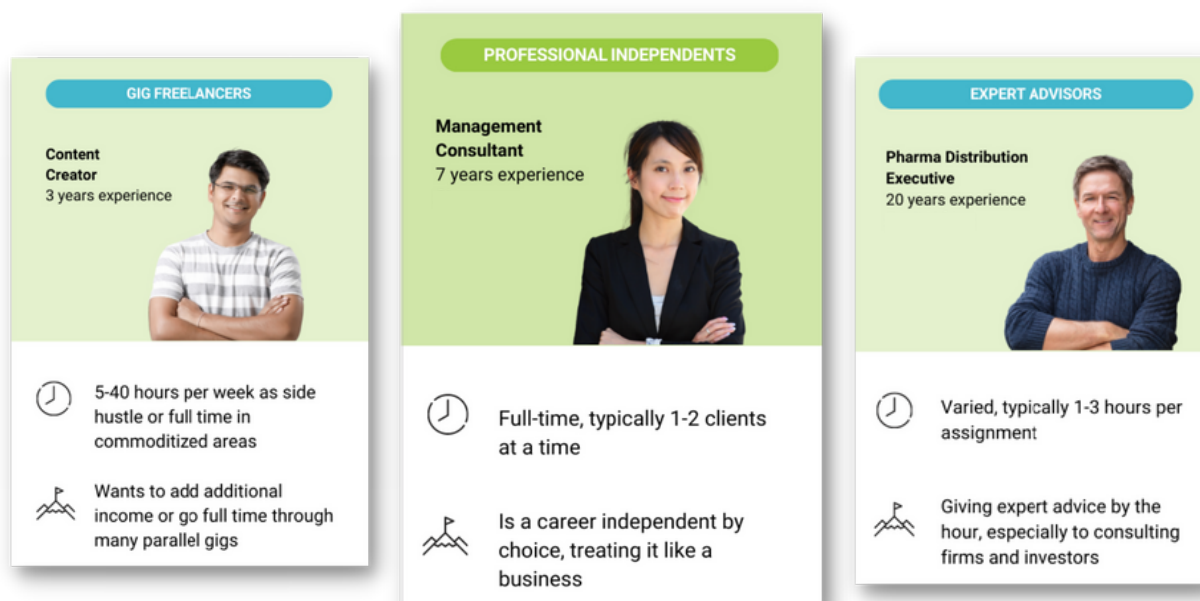 GIG FREELANCERS
Content
Creator
3 years experience
5-40 hours per week as side
hustle or full time in
commoditized areas
Wants to add additional
income or go full time through
many parallel gigs
PROFESSIONAL INDEPENDENTS
Management
Consultant
7 years experience
Full-time, typically 1-2 clients
at a time
Is a career independent by
choice, treating it like a
business
EXPERT ADVISORS
Pharma Distribution
Executive
20 years experience
Varied, typically 1-3 hours per
assignment
Giving expert advice by the
hour, especially to consulting
firms and investors